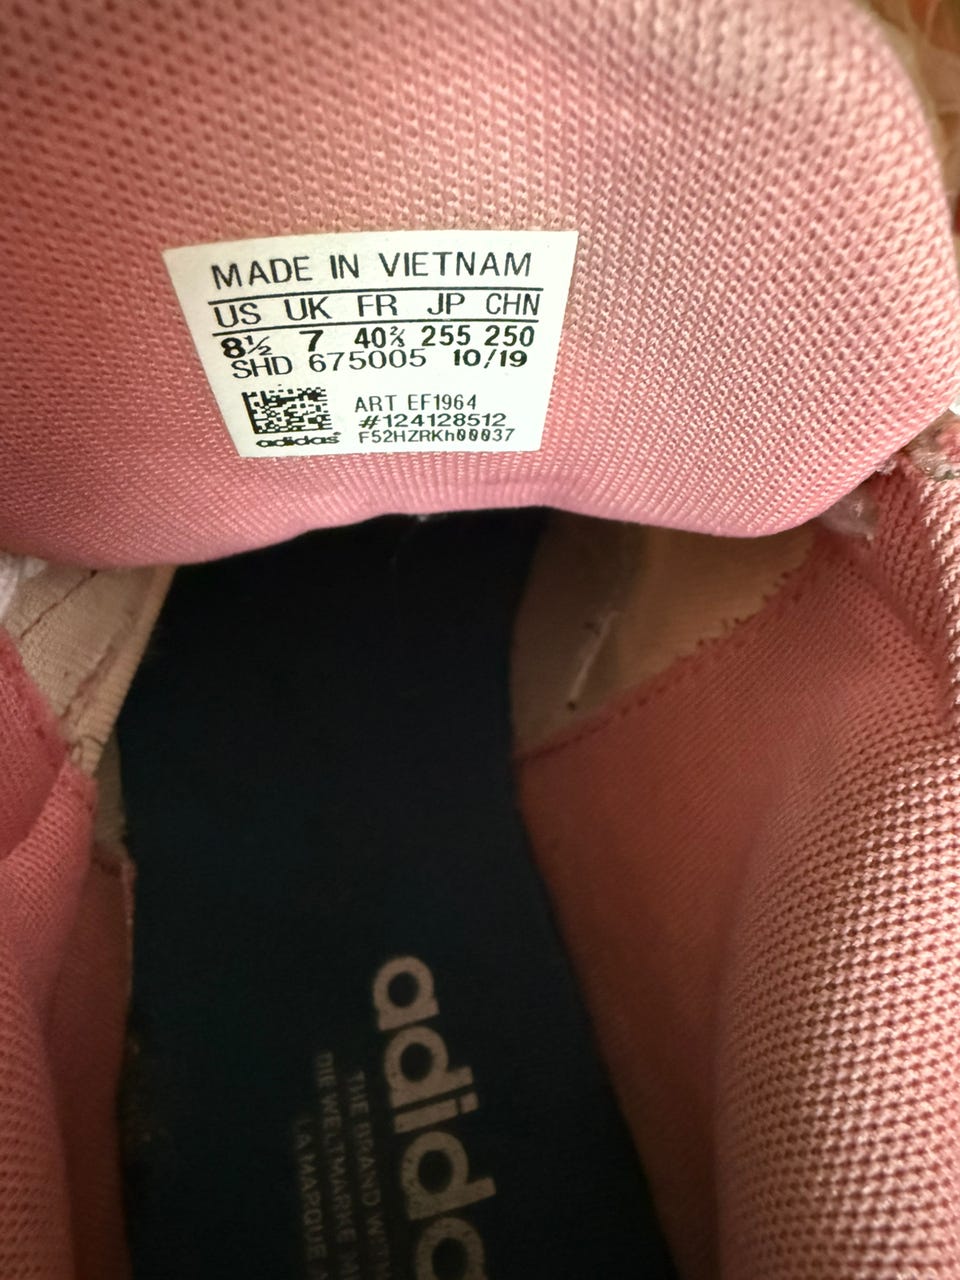 MADE IN VIETNAM
US UK FR JP CHN
8½ 7 40⅔ 255 250
SHD 675005 10/19
ART EF1964
#124128512
adidas F52HZRKh00037
adidas
THE BRAND WITH
DIE WELTMARKE MI
LA MARQUE